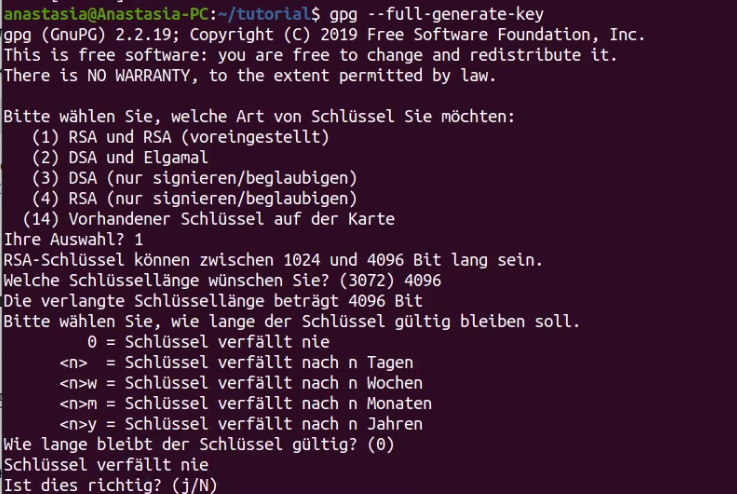 anastasia@Anastasia-PC:~/tutorial$ gpg --full-generate-key
gpg (GnuPG) 2.2.19; Copyright (C) 2019 Free Software Foundation, Inc.
This is free software: you are free to change and redistribute it.
There is NO WARRANTY, to the extent permitted by law.

Bitte wählen Sie, welche Art von Schlüssel Sie möchten:
   (1) RSA und RSA (voreingestellt)
   (2) DSA und Elgamal
   (3) DSA (nur signieren/beglaubigen)
   (4) RSA (nur signieren/beglaubigen)
  (14) Vorhandener Schlüssel auf der Karte
Ihre Auswahl? 1
RSA-Schlüssel können zwischen 1024 und 4096 Bit lang sein.
Welche Schlüssellänge wünschen Sie? (3072) 4096
Die verlangte Schlüssellänge beträgt 4096 Bit
Bitte wählen Sie, wie lange der Schlüssel gültig bleiben soll.
         0 = Schlüssel verfällt nie
      <n>  = Schlüssel verfällt nach n Tagen
      <n>w = Schlüssel verfällt nach n Wochen
      <n>m = Schlüssel verfällt nach n Monaten
      <n>y = Schlüssel verfällt nach n Jahren
Wie lange bleibt der Schlüssel gültig? (0)
Schlüssel verfällt nie
Ist dies richtig? (j/N)